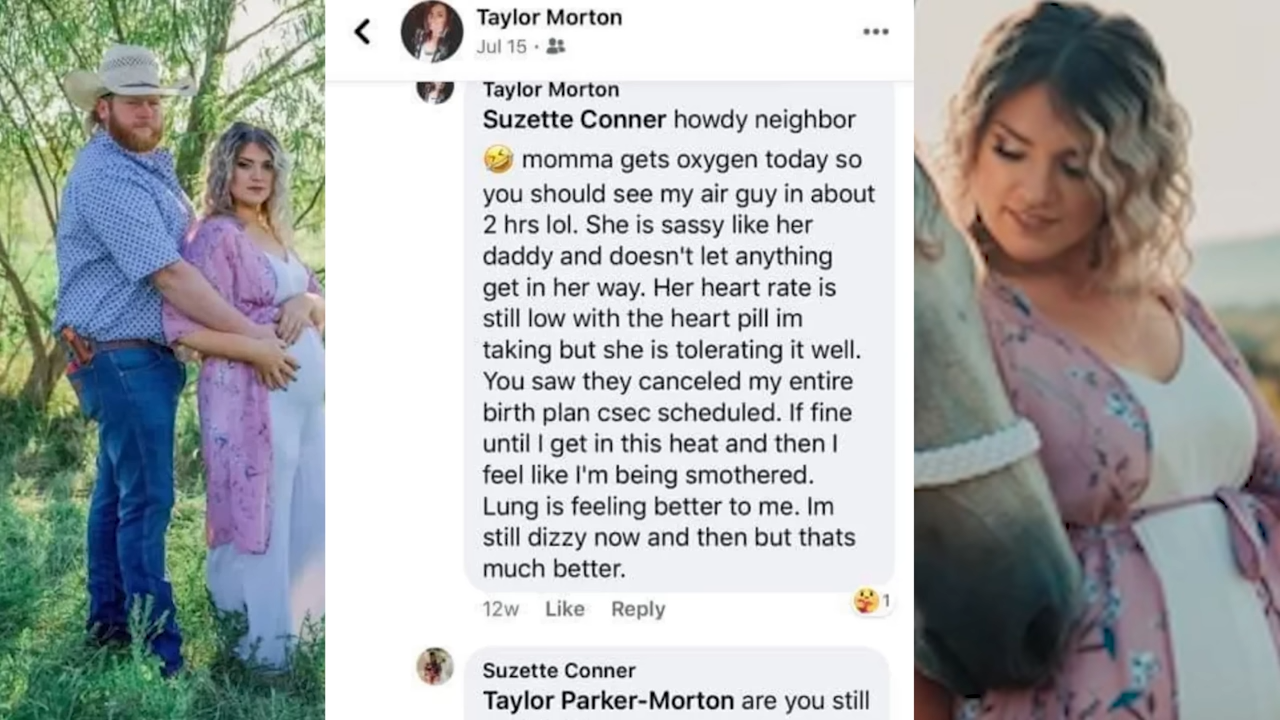 Taylor Morton
Jul 15 ·
Taylor Morton
Suzette Conner howdy neighbor
🤣 momma gets oxygen today so
you should see my air guy in about
2 hrs lol. She is sassy like her
daddy and doesn't let anything
get in her way. Her heart rate is
still low with the heart pill im
taking but she is tolerating it well.
You saw they canceled my entire
birth plan csec scheduled. If fine
until I get in this heat and then I
feel like I'm being smothered.
Lung is feeling better to me. Im
still dizzy now and then but thats
much better.
12w Like Reply 1
Suzette Conner
Taylor Parker-Morton are you still